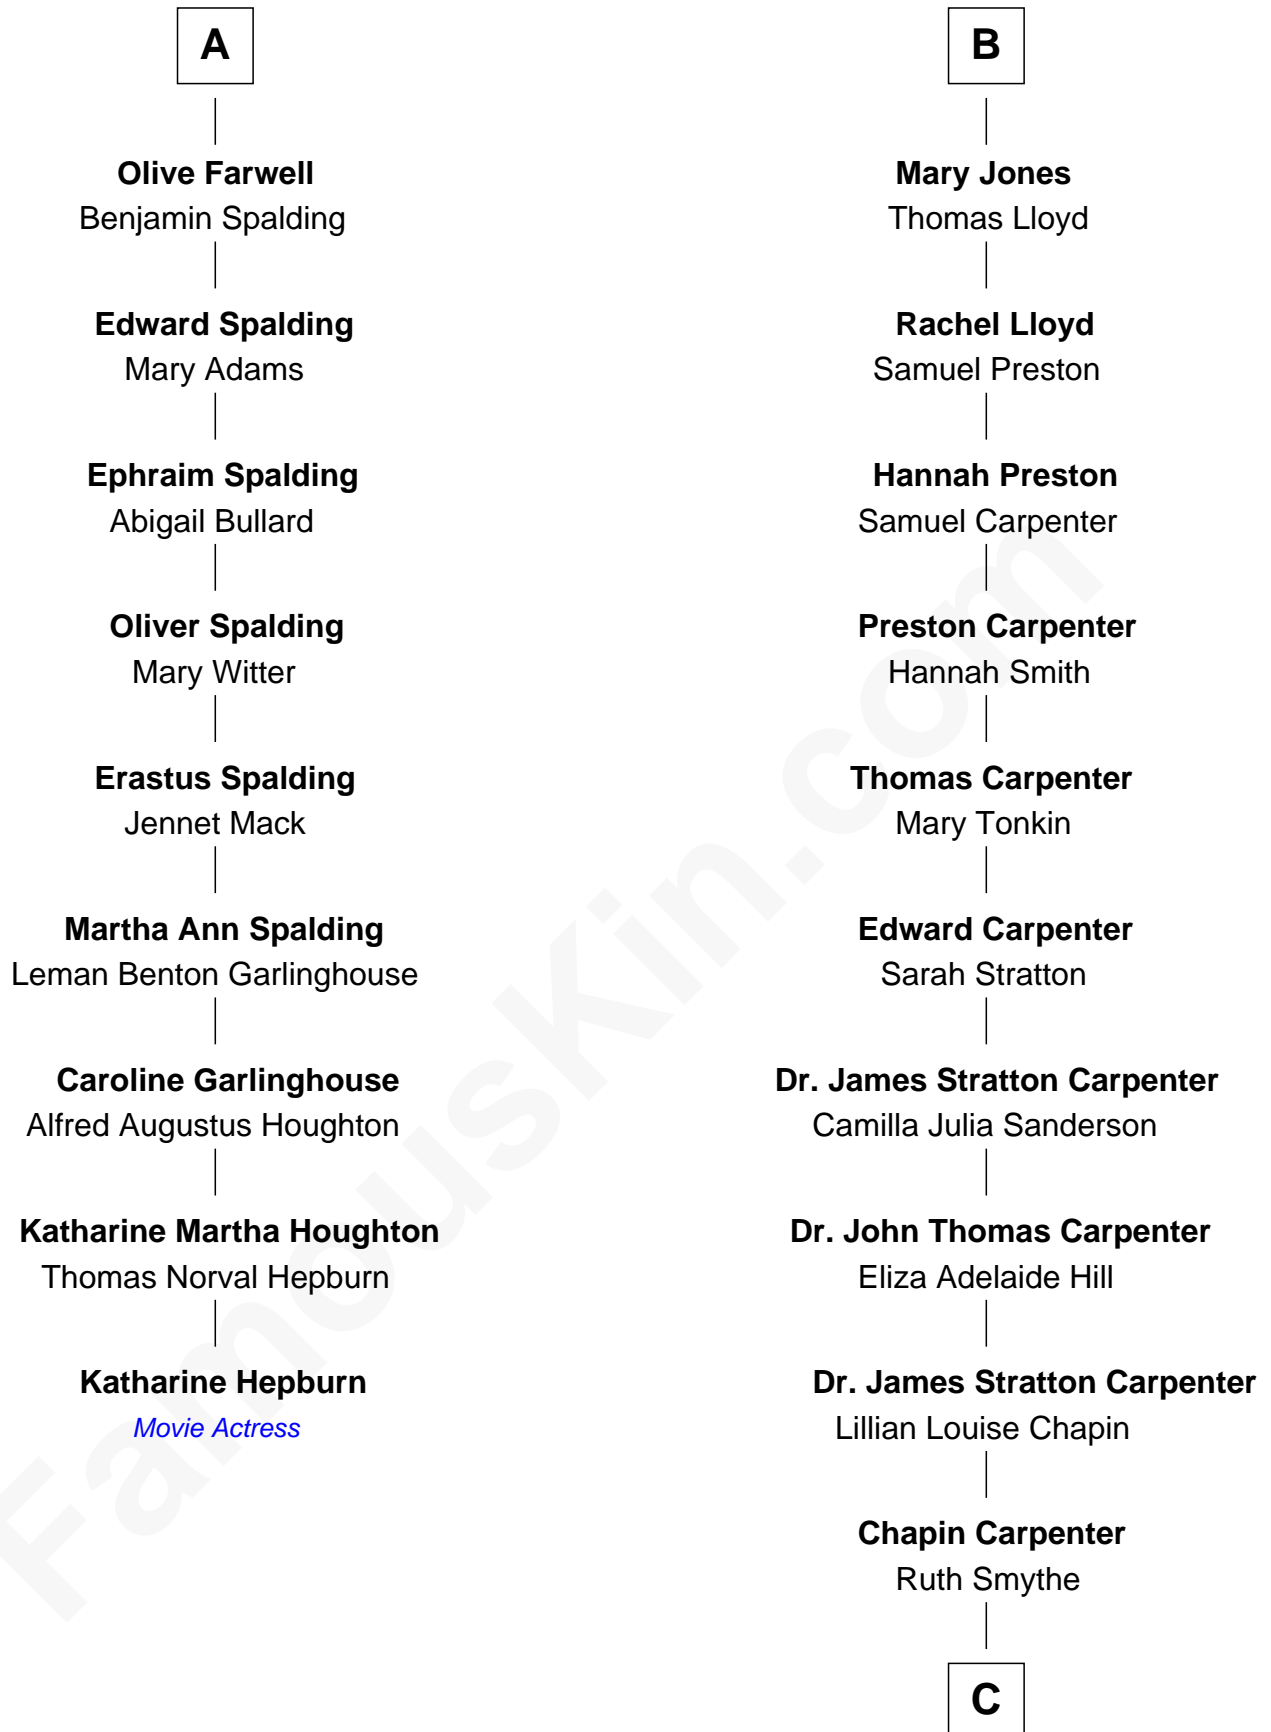 A
Olive Farwell
Benjamin Spalding
Edward Spalding
Mary Adams
Ephraim Spalding
Abigail Bullard
Oliver Spalding
Mary Witter
Erastus Spalding
Jennet Mack
Martha Ann Spalding
Leman Benton Garlinghouse
Caroline Garlinghouse
Alfred Augustus Houghton
Katharine Martha Houghton
Thomas Norval Hepburn
Katharine Hepburn
Movie Actress
B
Mary Jones
Thomas Lloyd
Rachel Lloyd
Samuel Preston
Hannah Preston
Samuel Carpenter
Preston Carpenter
Hannah Smith
Thomas Carpenter
Mary Tonkin
Edward Carpenter
Sarah Stratton
Dr. James Stratton Carpenter
Camilla Julia Sanderson
Dr. John Thomas Carpenter
Eliza Adelaide Hill
Dr. James Stratton Carpenter
Lillian Louise Chapin
Chapin Carpenter
Ruth Smythe
C
FamousKin.com